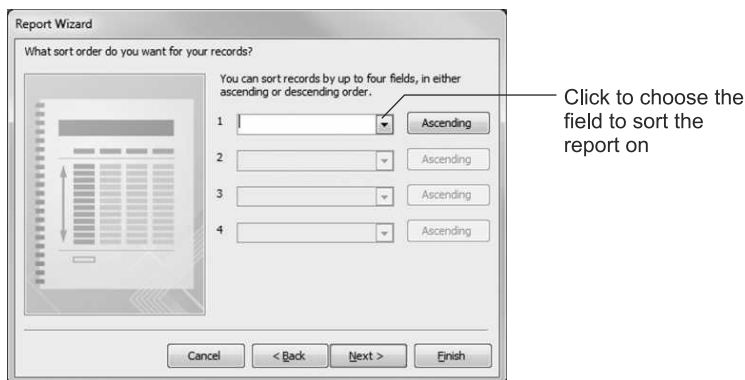 Report Wizard
What sort order do you want for your records?
You can sort records by up to four fields, in either
ascending or descending order.
1 Ascending
2 Ascending
3 Ascending
4 Ascending
Cancel < Back Next > Finish
Click to choose the
field to sort the
report on